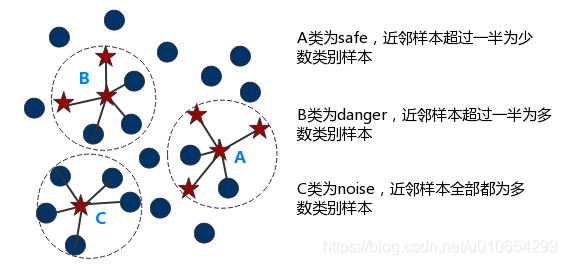 A类为safe，近邻样本超过一半为少
数类别样本
B
B类为danger，近邻样本超过一半为多
数类别样本
A
C类为noise，近邻样本全部都为多
数类别样本
C
https://blog.csdn.net/u010654299